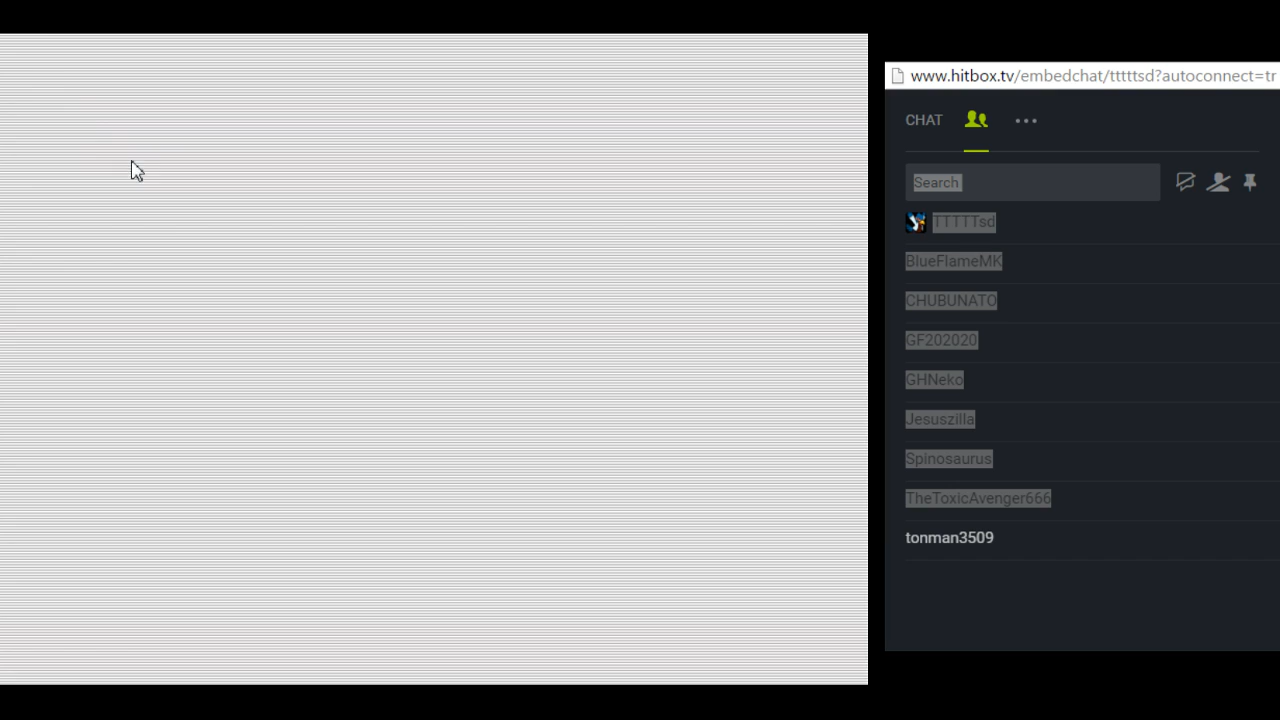 www.hitbox.tv/embedchat/tttttsd?autoconnect=tr
CHAT
Search
TTTTTsd
BlueFlameMK
CHUBUNATO
GF202020
GHNeko
Jesuszilla
Spinosaurus
TheToxicAvenger666
tonman3509